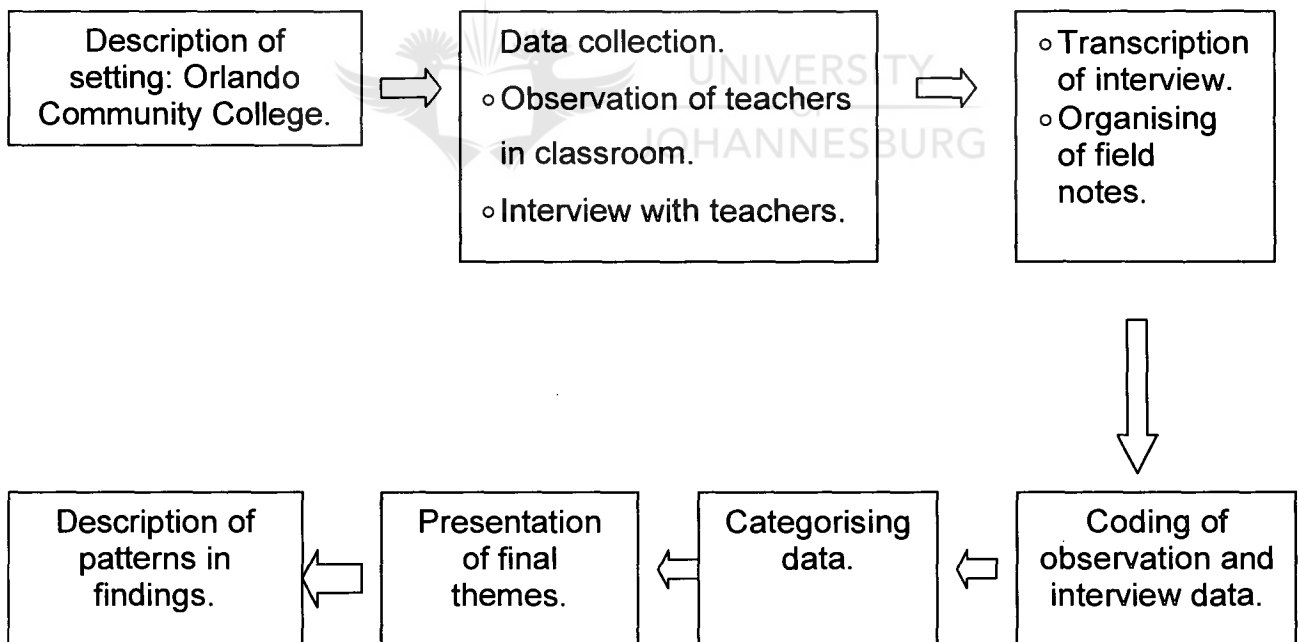 Description of
setting: Orlando
Community College.
Data collection.
∘ Observation of teachers
in classroom.
∘ Interview with teachers.
∘ Transcription
of interview.
∘ Organising
of field
notes.
UNIVERSITY
OF
JOHANNESBURG
Coding of
observation and
interview data.
Categorising
data.
Presentation
of final
themes.
Description of
patterns in
findings.